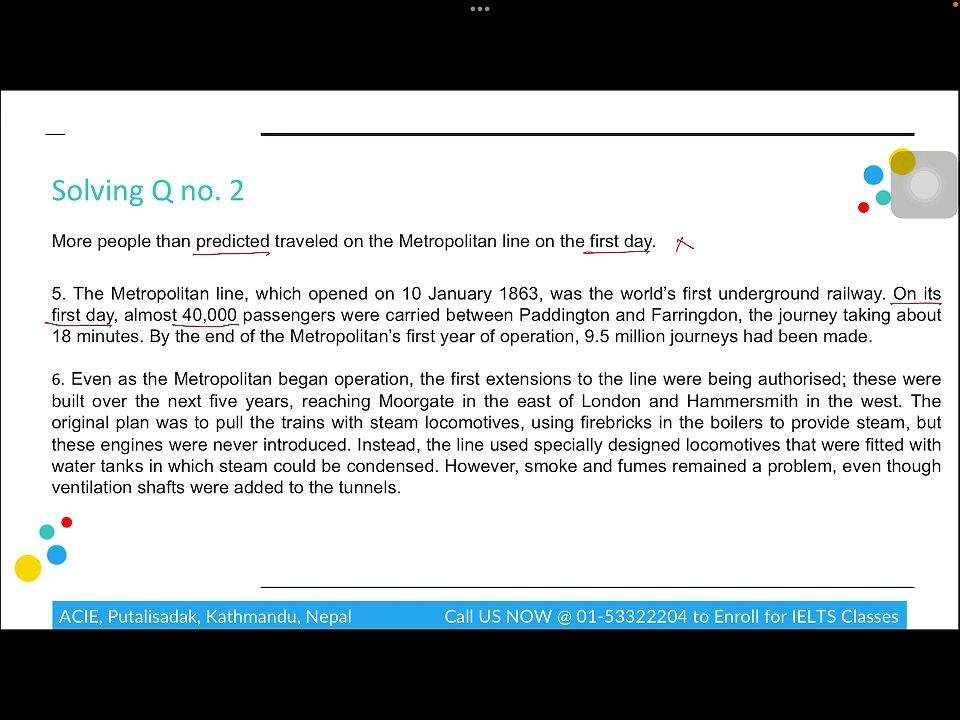 Solving Q no. 2
More people than predicted traveled on the Metropolitan line on the first day.
5. The Metropolitan line, which opened on 10 January 1863, was the world's first underground railway. On its
first day, almost 40,000 passengers were carried between Paddington and Farringdon, the journey taking about
18 minutes. By the end of the Metropolitan's first year of operation, 9.5 million journeys had been made.
6. Even as the Metropolitan began operation, the first extensions to the line were being authorised; these were
built over the next five years, reaching Moorgate in the east of London and Hammersmith in the west. The
original plan was to pull the trains with steam locomotives, using firebricks in the boilers to provide steam, but
these engines were never introduced. Instead, the line used specially designed locomotives that were fitted with
water tanks in which steam could be condensed. However, smoke and fumes remained a problem, even though
ventilation shafts were added to the tunnels.
ACIE, Putalisadak, Kathmandu, Nepal Call US NOW @ 01-53322204 to Enroll for IELTS Classes